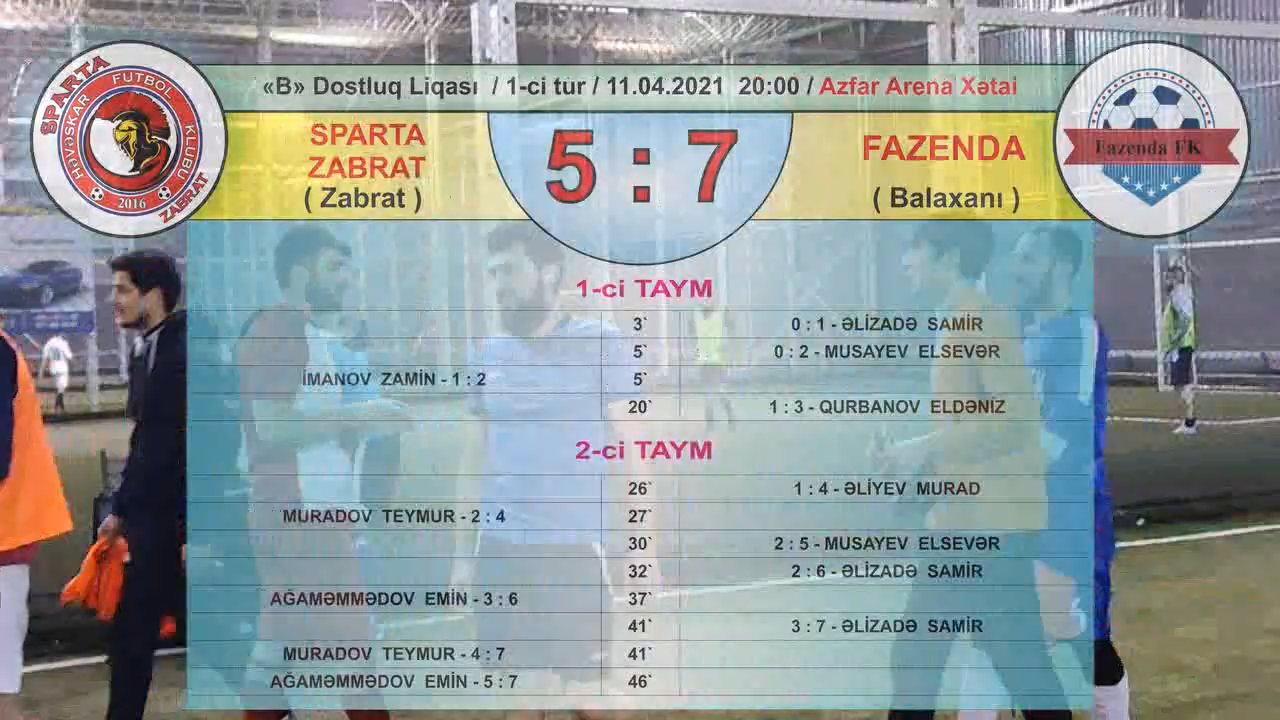 «B» Dostluq Liqası / 1-ci tur / 11.04.2021 20:00 / Azfar Arena Xətai
SPARTA
HƏVƏSKAR FUTBOL KLUBU
2016
ZABRAT
SPARTA
ZABRAT
( Zabrat )
5 : 7
FAZENDA
( Balaxanı )
Fazenda FK
1-ci TAYM
3` 0 : 1 - ƏLİZADƏ SAMİR
5` 0 : 2 - MUSAYEV ELSEVƏR
İMANOV ZAMİN - 1 : 2 5`
20` 1 : 3 - QURBANOV ELDƏNİZ
2-ci TAYM
26` 1 : 4 - ƏLİYEV MURAD
MURADOV TEYMUR - 2 : 4 27`
30` 2 : 5 - MUSAYEV ELSEVƏR
32` 2 : 6 - ƏLİZADƏ SAMİR
AĞAMƏMMƏDOV EMİN - 3 : 6 37`
41` 3 : 7 - ƏLİZADƏ SAMİR
MURADOV TEYMUR - 4 : 7 41`
AĞAMƏMMƏDOV EMİN - 5 : 7 46`